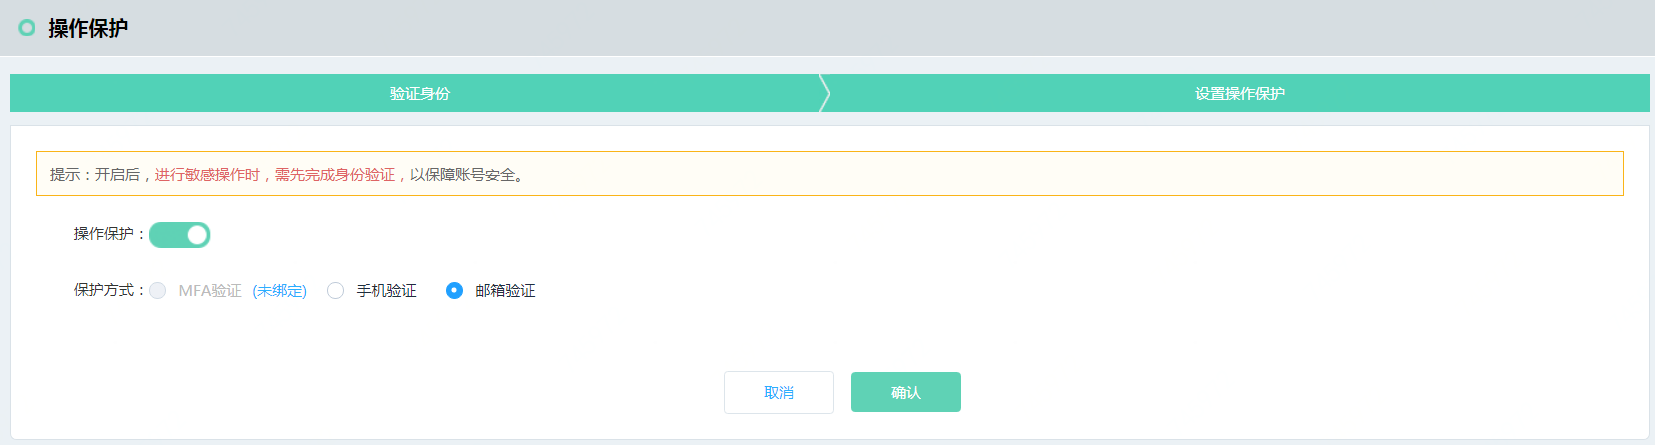 操作保护
验证身份
设置操作保护
提示：开启后，进行敏感操作时，需先完成身份验证，以保障账号安全。
操作保护：
保护方式： MFA验证 (未绑定) 手机验证 邮箱验证
取消 确认